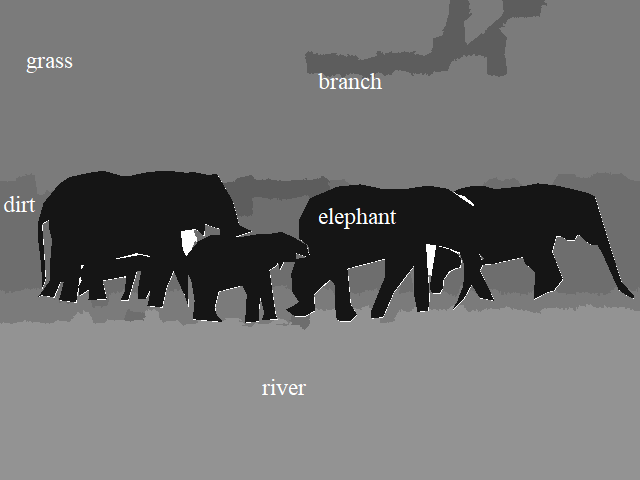 grass
branch
dirt
elephant
river